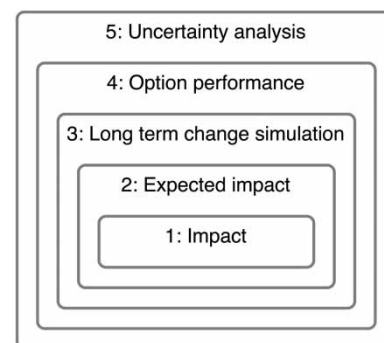 5: Uncertainty analysis
4: Option performance
3: Long term change simulation
2: Expected impact
1: Impact